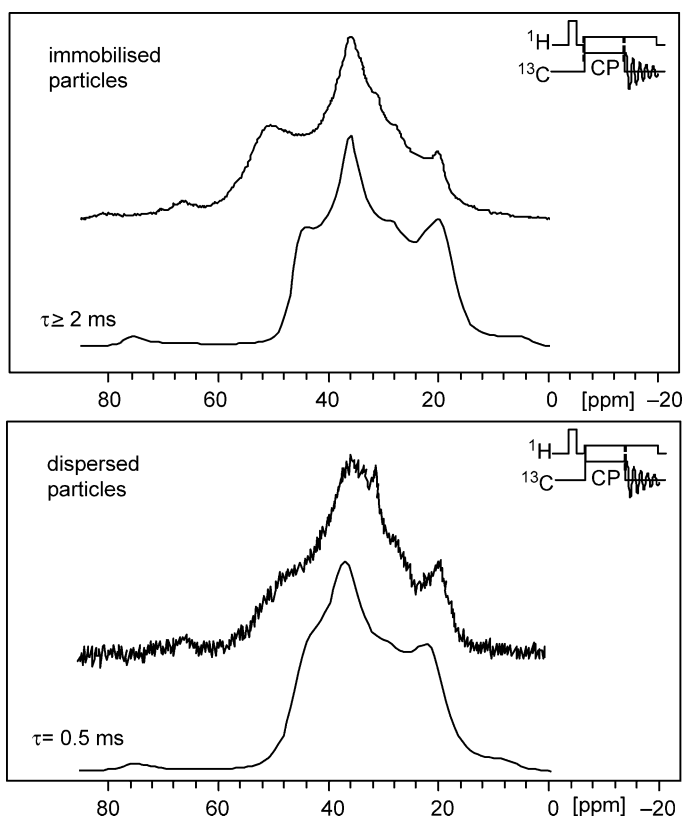 immobilised
particles
¹H
¹³C
CP
τ≥ 2 ms
80 60 40 20 0 [ppm] –20
dispersed
particles
¹H
¹³C
CP
τ= 0.5 ms
80 60 40 20 0 [ppm] –20